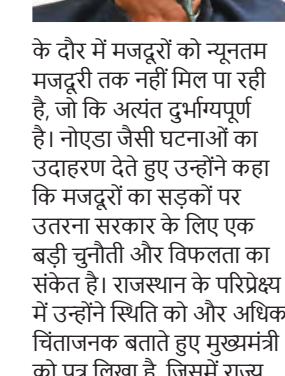 के दौर में मजदूरों को न्यूनतम
मजदूरी तक नहीं मिल पा रही
है, जो कि अत्यंत दुर्भाग्यपूर्ण
है। नोएडा जैसी घटनाओं का
उदाहरण देते हुए उन्होंने कहा
कि मजदूरों का सड़कों पर
उतरना सरकार के लिए एक
बड़ी चुनौती और विफलता का
संकेत है। राजस्थान के परिप्रेक्ष्य
में उन्होंने स्थिति को और अधिक
चिंताजनक बताते हुए मुख्यमंत्री
को पत्र लिखा है, जिसमें राज्य